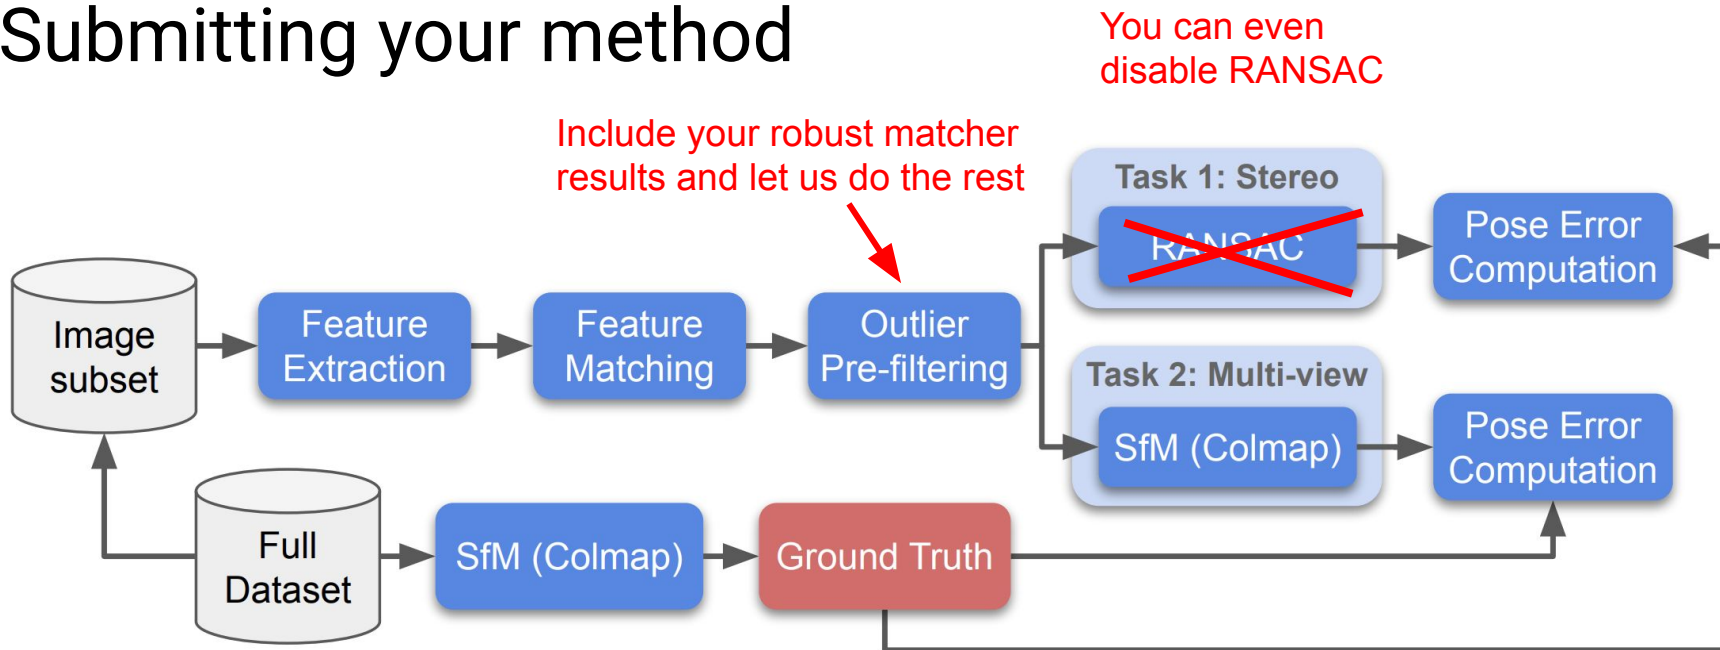 Submitting your method
You can even
disable RANSAC
Include your robust matcher
results and let us do the rest
Task 1: Stereo
RANSAC
Pose Error
Computation
Image
subset
Feature
Extraction
Feature
Matching
Outlier
Pre-filtering
Task 2: Multi-view
SfM (Colmap)
Pose Error
Computation
Full
Dataset
SfM (Colmap)
Ground Truth